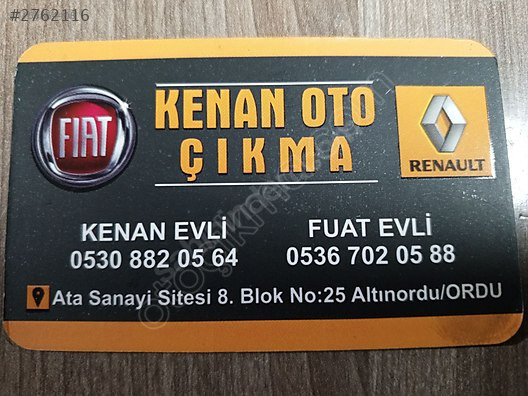 #2762116
FIAT
KENAN OTO
ÇIKMA
RENAULT
KENAN EVLİ
0530 882 05 64
FUAT EVLİ
0536 702 05 88
Ata Sanayi Sitesi 8. Blok No:25 Altınordu/ORDU